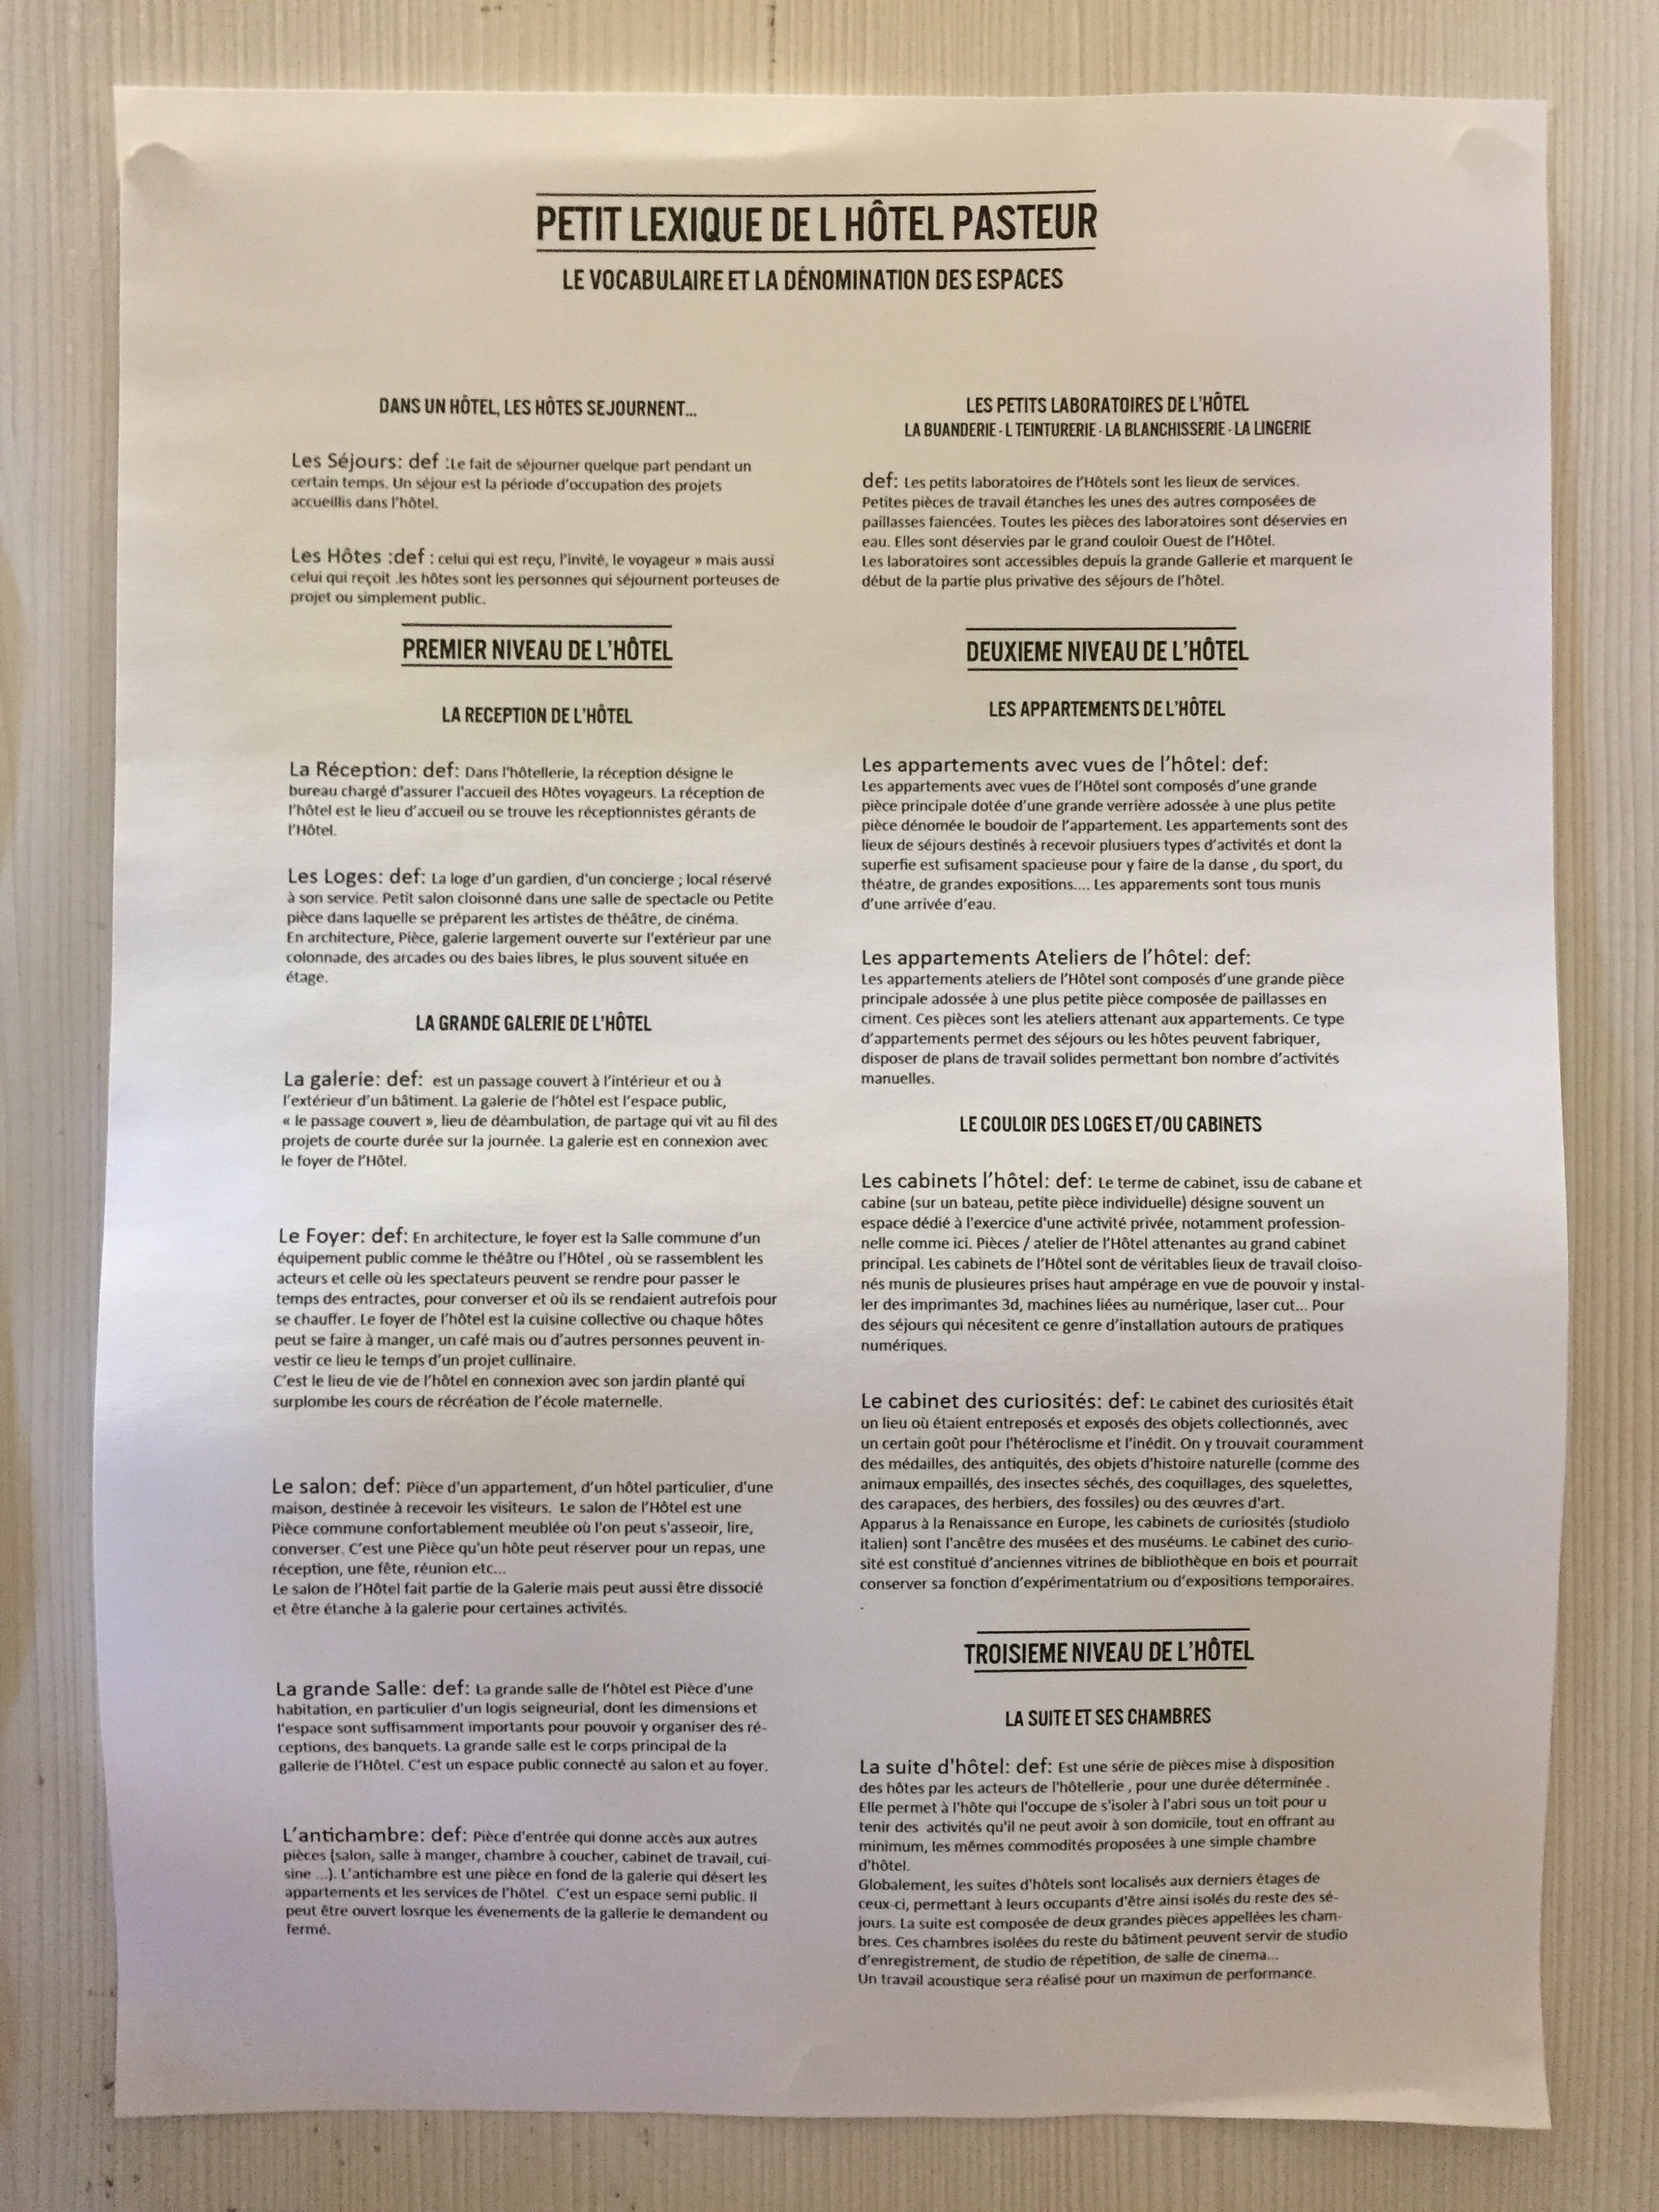 PETIT LEXIQUE DE L HÔTEL PASTEUR
LE VOCABULAIRE ET LA DÉNOMINATION DES ESPACES
DANS UN HÔTEL, LES HÔTES SEJOURNENT...
Les Séjours: def :Le fait de séjourner quelque part pendant un
certain temps. Un séjour est la période d'occupation des projets
accueillis dans l'hôtel.
Les Hôtes :def : celui qui est reçu, l'invité, le voyageur » mais aussi
celui qui reçoit .les hôtes sont les personnes qui séjournent porteuses de
projet ou simplement public.
PREMIER NIVEAU DE L'HÔTEL
LA RECEPTION DE L'HÔTEL
La Réception: def: Dans l'hôtellerie, la réception désigne le
bureau chargé d'assurer l'accueil des Hôtes voyageurs. La réception de
l'hôtel est le lieu d'accueil ou se trouve les réceptionnistes gérants de
l'Hôtel.
Les Loges: def: La loge d'un gardien, d'un concierge ; local réservé
à son service. Petit salon cloisonné dans une salle de spectacle ou Petite
pièce dans laquelle se préparent les artistes de théâtre, de cinéma.
En architecture, Pièce, galerie largement ouverte sur l'extérieur par une
colonnade, des arcades ou des baies libres, le plus souvent située en
étage.
LA GRANDE GALERIE DE L'HÔTEL
La galerie: def: est un passage couvert à l'intérieur et ou à
l'extérieur d'un bâtiment. La galerie de l'hôtel est l'espace public,
« le passage couvert », lieu de déambulation, de partage qui vit au fil des
projets de courte durée sur la journée. La galerie est en connexion avec
le foyer de l'Hôtel.
Le Foyer: def: En architecture, le foyer est la Salle commune d'un
équipement public comme le théâtre ou l'Hôtel , où se rassemblent les
acteurs et celle où les spectateurs peuvent se rendre pour passer le
temps des entractes, pour converser et où ils se rendaient autrefois pour
se chauffer. Le foyer de l'hôtel est la cuisine collective ou chaque hôtes
peut se faire à manger, un café mais ou d'autres personnes peuvent in-
vestir ce lieu le temps d'un projet cullinaire.
C'est le lieu de vie de l'hôtel en connexion avec son jardin planté qui
surplombe les cours de récréation de l'école maternelle.
Le salon: def: Pièce d'un appartement, d'un hôtel particulier, d'une
maison, destinée à recevoir les visiteurs. Le salon de l'Hôtel est une
Pièce commune confortablement meublée où l'on peut s'asseoir, lire,
converser. C'est une Pièce qu'un hôte peut réserver pour un repas, une
réception, une fête, réunion etc...
Le salon de l'Hôtel fait partie de la Galerie mais peut aussi être dissocié
et être étanche à la galerie pour certaines activités.
La grande Salle: def: La grande salle de l'hôtel est Pièce d'une
habitation, en particulier d'un logis seigneurial, dont les dimensions et
l'espace sont suffisamment importants pour pouvoir y organiser des ré-
ceptions, des banquets. La grande salle est le corps principal de la
gallerie de l'Hôtel. C'est un espace public connecté au salon et au foyer.
L'antichambre: def: Pièce d'entrée qui donne accès aux autres
pièces (salon, salle à manger, chambre à coucher, cabinet de travail, cui-
sine ...). L'antichambre est une pièce en fond de la galerie qui désert les
appartements et les services de l'hôtel. C'est un espace semi public. Il
peut être ouvert losrque les évenements de la gallerie le demandent ou
fermé.
LES PETITS LABORATOIRES DE L'HÔTEL
LA BUANDERIE - L TEINTURERIE - LA BLANCHISSERIE - LA LINGERIE
def: Les petits laboratoires de l'Hôtels sont les lieux de services.
Petites pièces de travail étanches les unes des autres composées de
paillasses faiencées. Toutes les pièces des laboratoires sont déservies en
eau. Elles sont déservies par le grand couloir Ouest de l'Hôtel.
Les laboratoires sont accessibles depuis la grande Gallerie et marquent le
début de la partie plus privative des séjours de l'hôtel.
DEUXIEME NIVEAU DE L'HÔTEL
LES APPARTEMENTS DE L'HÔTEL
Les appartements avec vues de l'hôtel: def:
Les appartements avec vues de l'Hôtel sont composés d'une grande
pièce principale dotée d'une grande verrière adossée à une plus petite
pièce dénomée le boudoir de l'appartement. Les appartements sont des
lieux de séjours destinés à recevoir plusiuers types d'activités et dont la
superfie est sufisament spacieuse pour y faire de la danse , du sport, du
théatre, de grandes expositions.... Les apparements sont tous munis
d'une arrivée d'eau.
Les appartements Ateliers de l'hôtel: def:
Les appartements ateliers de l'Hôtel sont composés d'une grande pièce
principale adossée à une plus petite pièce composée de paillasses en
ciment. Ces pièces sont les ateliers attenant aux appartements. Ce type
d'appartements permet des séjours ou les hôtes peuvent fabriquer,
disposer de plans de travail solides permettant bon nombre d'activités
manuelles.
LE COULOIR DES LOGES ET/OU CABINETS
Les cabinets l'hôtel: def: Le terme de cabinet, issu de cabane et
cabine (sur un bateau, petite pièce individuelle) désigne souvent un
espace dédié à l'exercice d'une activité privée, notamment profession-
nelle comme ici. Pièces / atelier de l'Hôtel attenantes au grand cabinet
principal. Les cabinets de l'Hôtel sont de véritables lieux de travail cloiso-
nés munis de plusieures prises haut ampérage en vue de pouvoir y instal-
ler des imprimantes 3d, machines liées au numérique, laser cut... Pour
des séjours qui nécesitent ce genre d'installation autours de pratiques
numériques.
Le cabinet des curiosités: def: Le cabinet des curiosités était
un lieu où étaient entreposés et exposés des objets collectionnés, avec
un certain goût pour l'hétéroclisme et l'inédit. On y trouvait couramment
des médailles, des antiquités, des objets d'histoire naturelle (comme des
animaux empaillés, des insectes séchés, des coquillages, des squelettes,
des carapaces, des herbiers, des fossiles) ou des œuvres d'art.
Apparus à la Renaissance en Europe, les cabinets de curiosités (studiolo
italien) sont l'ancêtre des musées et des muséums. Le cabinet des curio-
sité est constitué d'anciennes vitrines de bibliothèque en bois et pourrait
conserver sa fonction d'expérimentatrium ou d'expositions temporaires.
.
TROISIEME NIVEAU DE L'HÔTEL
LA SUITE ET SES CHAMBRES
La suite d'hôtel: def: Est une série de pièces mise à disposition
des hôtes par les acteurs de l'hôtellerie , pour une durée déterminée .
Elle permet à l'hôte qui l'occupe de s'isoler à l'abri sous un toit pour u
tenir des activités qu'il ne peut avoir à son domicile, tout en offrant au
minimum, les mêmes commodités proposées à une simple chambre
d'hôtel.
Globalement, les suites d'hôtels sont localisés aux derniers étages de
ceux-ci, permettant à leurs occupants d'être ainsi isolés du reste des sé-
jours. La suite est composée de deux grandes pièces appellées les cham-
bres. Ces chambres isolées du reste du bâtiment peuvent servir de studio
d'enregistrement, de studio de répetition, de salle de cinema...
Un travail acoustique sera réalisé pour un maximun de performance.